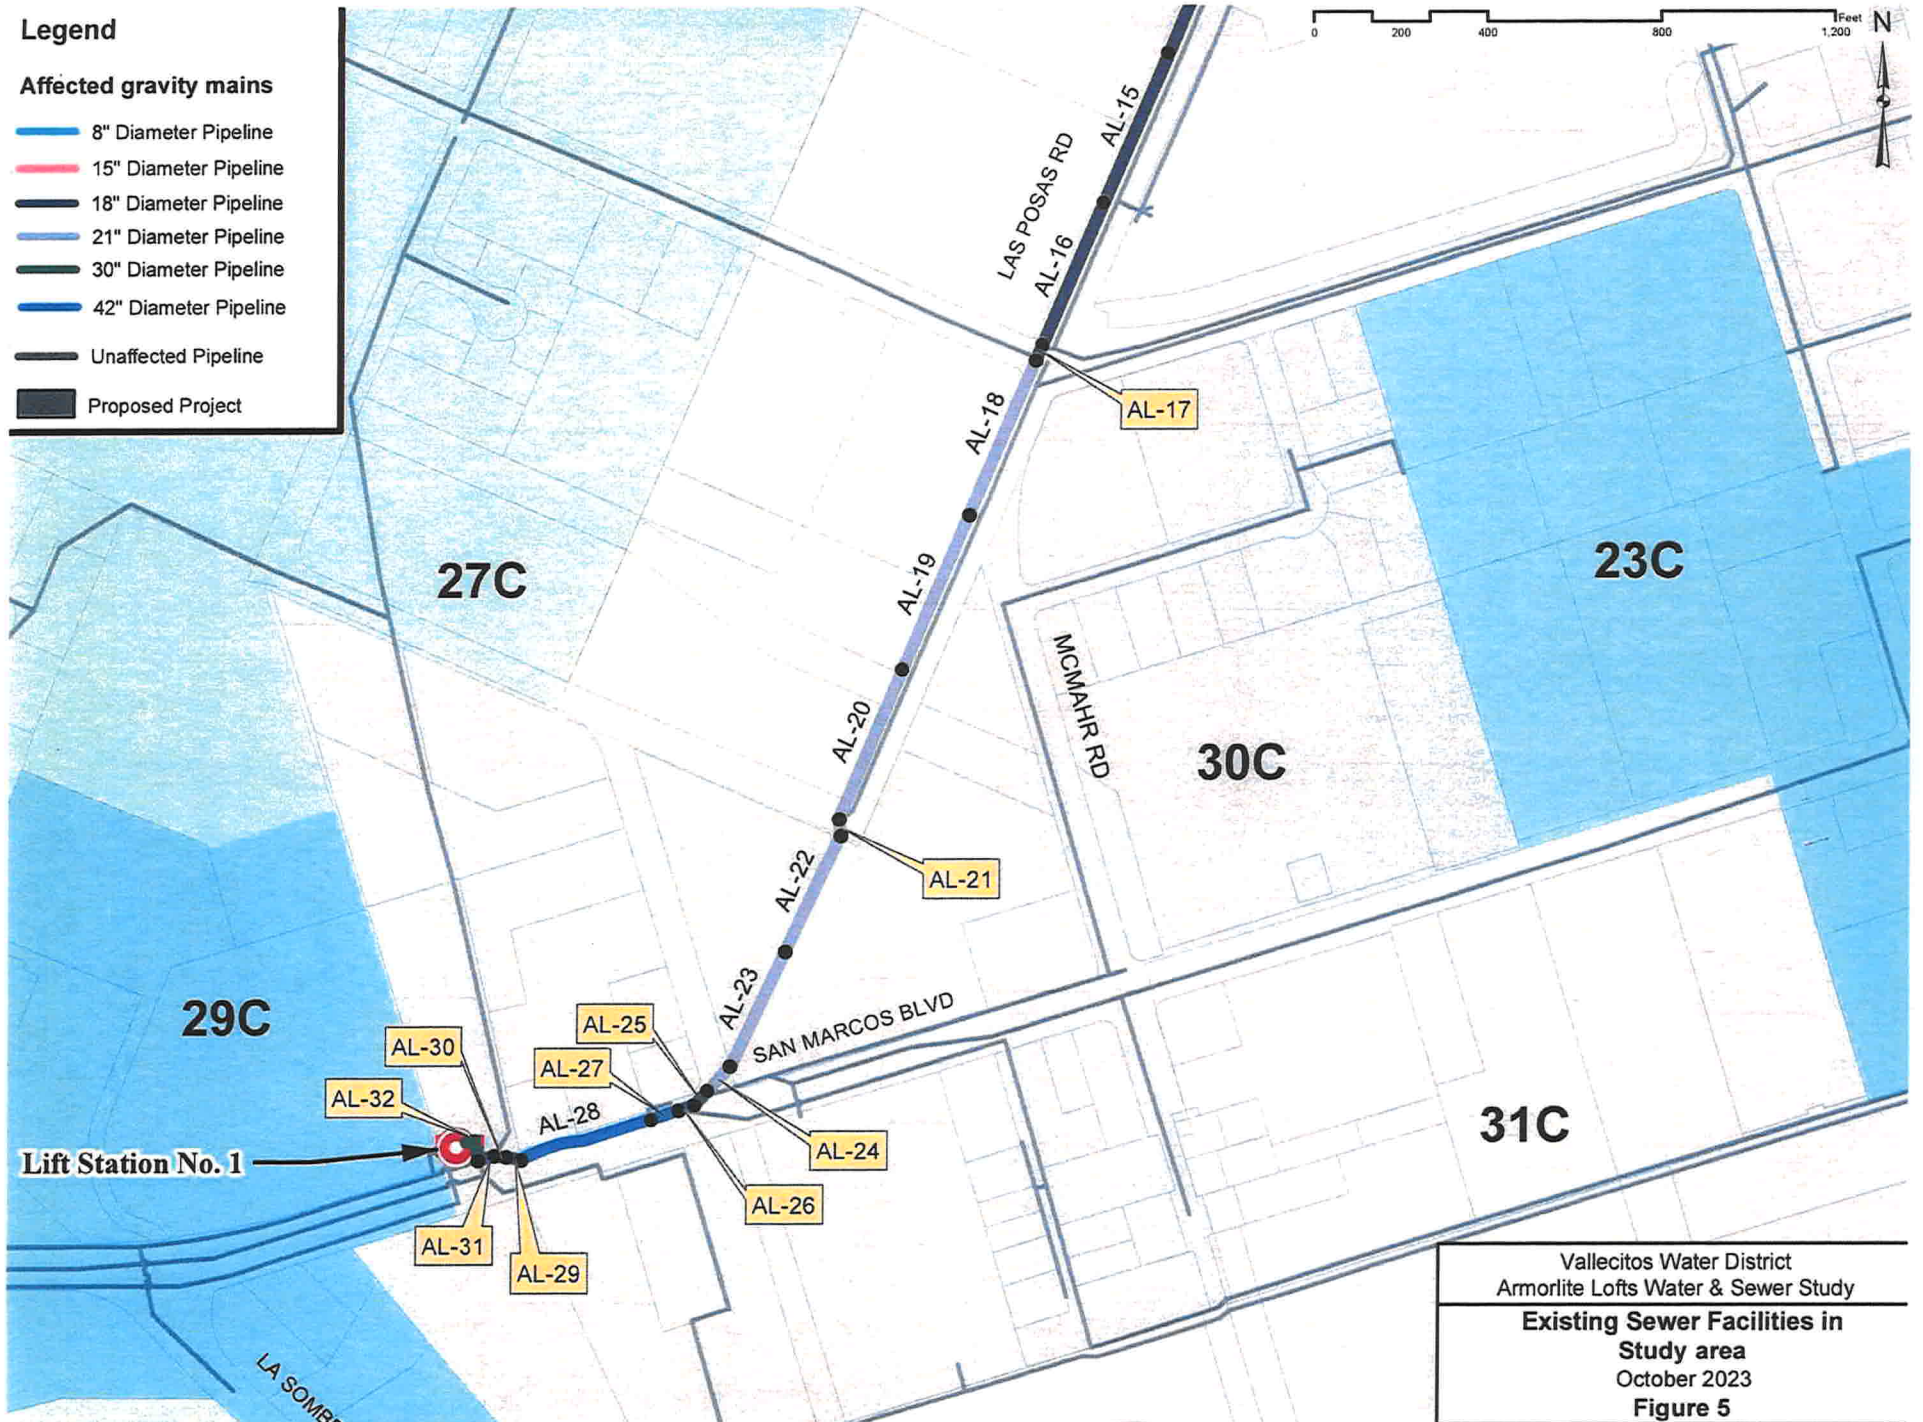 Legend
Affected gravity mains
8" Diameter Pipeline
15" Diameter Pipeline
18" Diameter Pipeline
21" Diameter Pipeline
30" Diameter Pipeline
42" Diameter Pipeline
Unaffected Pipeline
Proposed Project
0 200 400 800 1,200
Feet
N
AL-15
LAS POSAS RD
AL-16
AL-17
AL-18
AL-19
AL-20
AL-21
AL-22
AL-23
27C
23C
MCMAHR RD
30C
29C
SAN MARCOS BLVD
AL-25
AL-30
AL-27
AL-32
AL-28
AL-24
Lift Station No. 1
AL-26
AL-31
AL-29
31C
Vallecitos Water District
Armorlite Lofts Water & Sewer Study
Existing Sewer Facilities in
Study area
October 2023
Figure 5